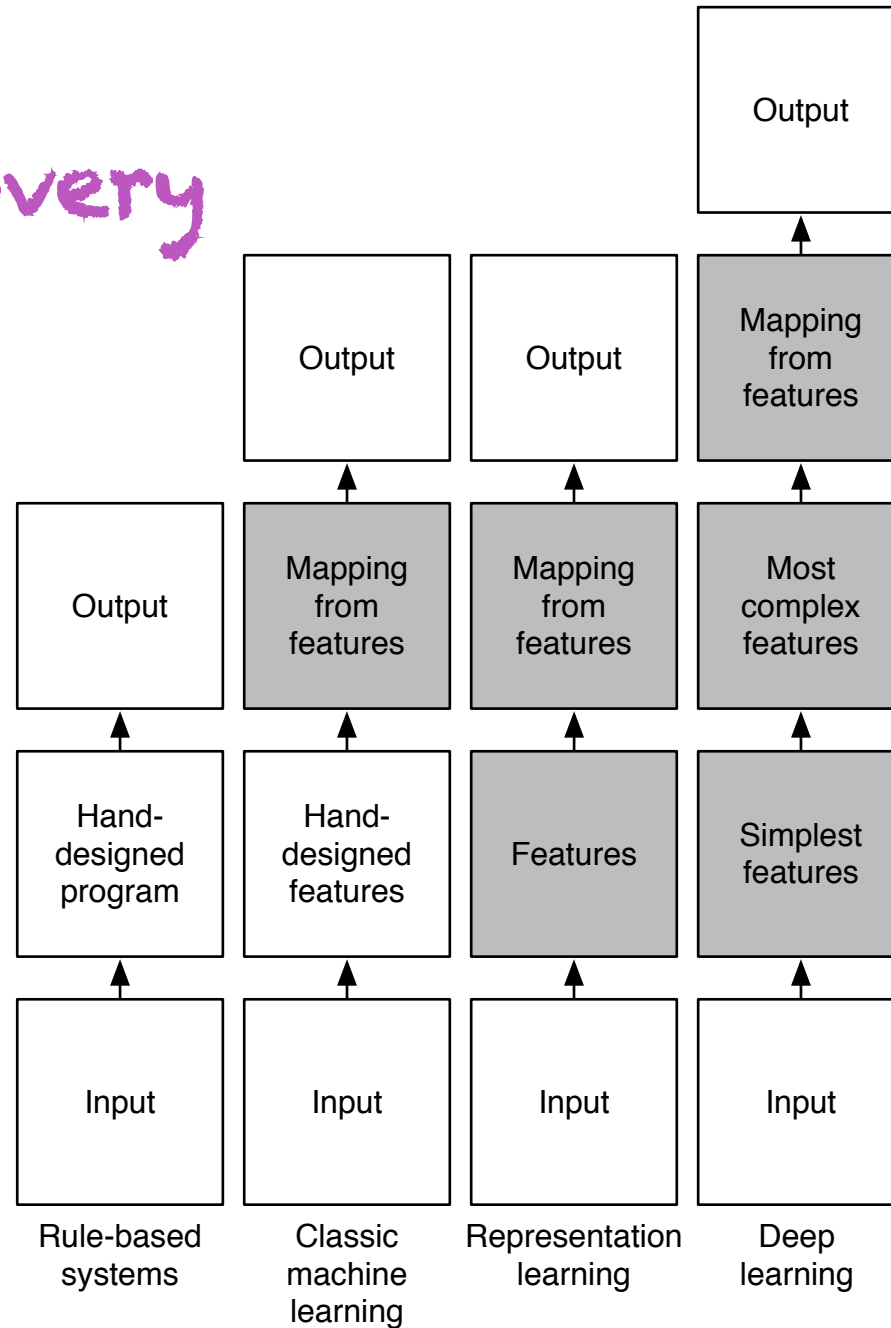 Output
Output
Output
Mapping
from
features
Output
Mapping
from
features
Mapping
from
features
Most
complex
features
Hand-
designed
program
Hand-
designed
features
Features
Simplest
features
Input
Input
Input
Input
Rule-based
systems
Classic
machine
learning
Representation
learning
Deep
learning